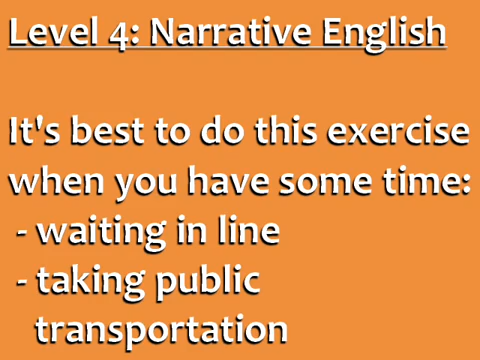 Level 4: Narrative English
It's best to do this exercise
when you have some time:
- waiting in line
- taking public
transportation